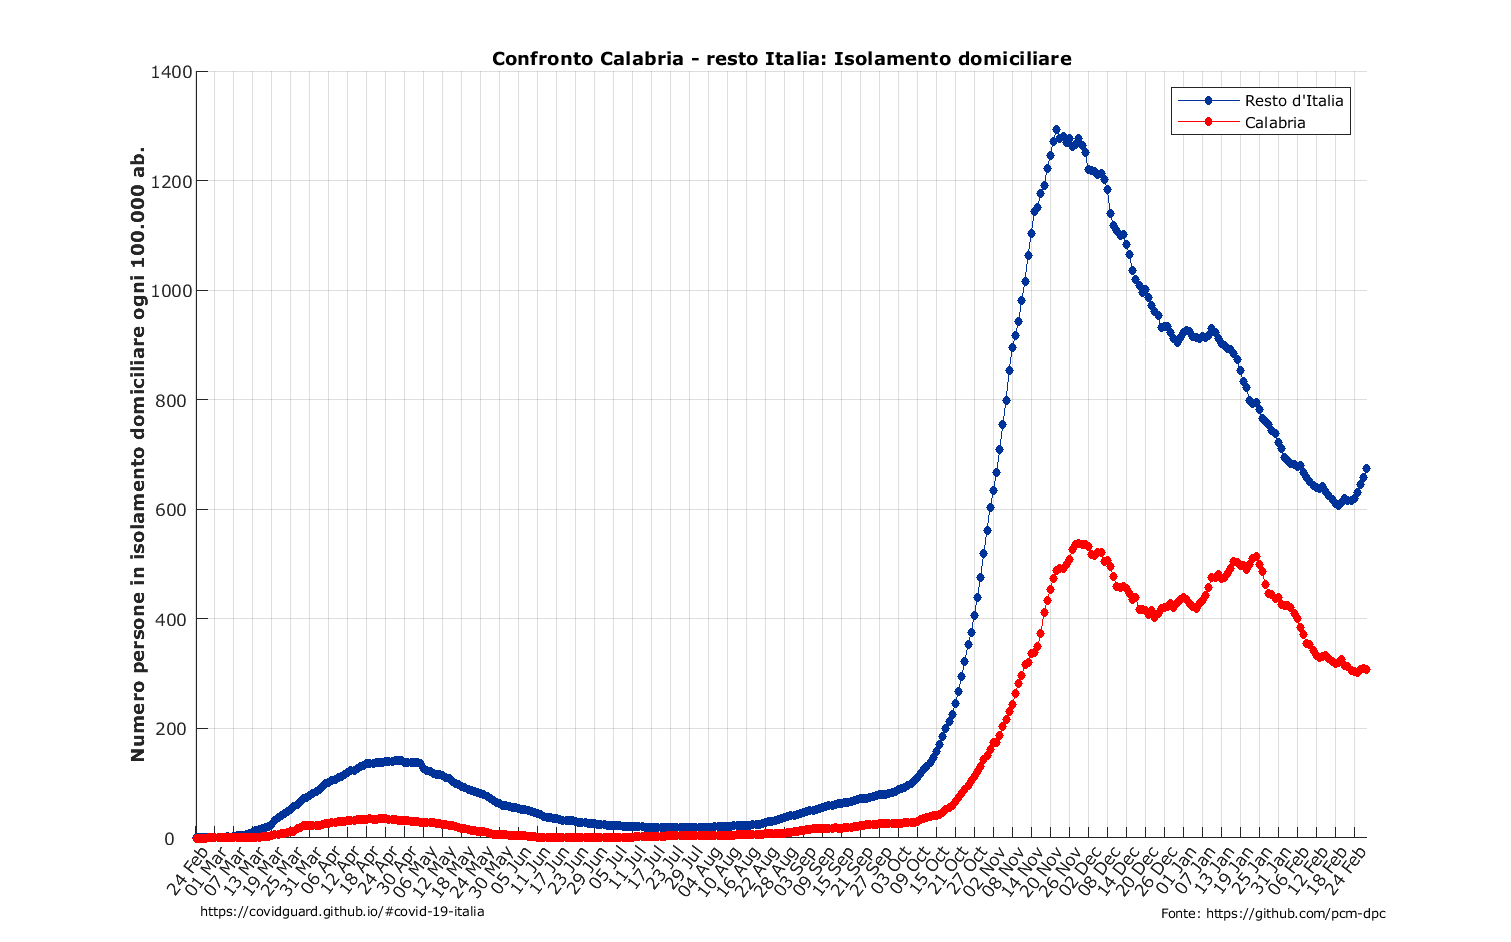 Confronto Calabria - resto Italia: Isolamento domiciliare
Resto d'Italia
Calabria
Numero persone in isolamento domiciliare ogni 100.000 ab.
1400
1200
1000
800
600
400
200
0
24 Feb
01 Mar
07 Mar
13 Mar
19 Mar
25 Mar
31 Mar
06 Apr
12 Apr
18 Apr
24 Apr
30 Apr
06 May
12 May
18 May
24 May
30 May
05 Jun
11 Jun
17 Jun
23 Jun
29 Jun
05 Jul
11 Jul
17 Jul
23 Jul
29 Jul
04 Aug
10 Aug
16 Aug
22 Aug
28 Aug
03 Sep
09 Sep
15 Sep
21 Sep
27 Sep
03 Oct
09 Oct
15 Oct
21 Oct
27 Oct
02 Nov
08 Nov
14 Nov
20 Nov
26 Nov
02 Dec
08 Dec
14 Dec
20 Dec
26 Dec
01 Jan
07 Jan
13 Jan
19 Jan
25 Jan
31 Jan
06 Feb
12 Feb
18 Feb
24 Feb
https://covidguard.github.io/#covid-19-italia
Fonte: https://github.com/pcm-dpc